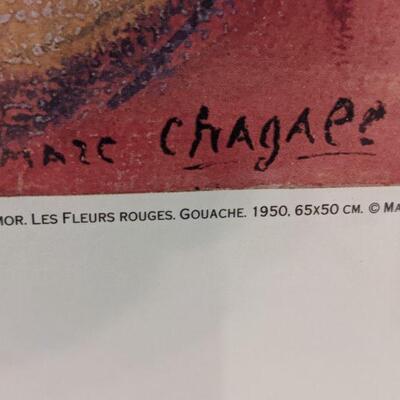 MARC Chagall
MOR. LES FLEURS ROUGES. GOUACHE. 1950, 65X50 CM. © MA